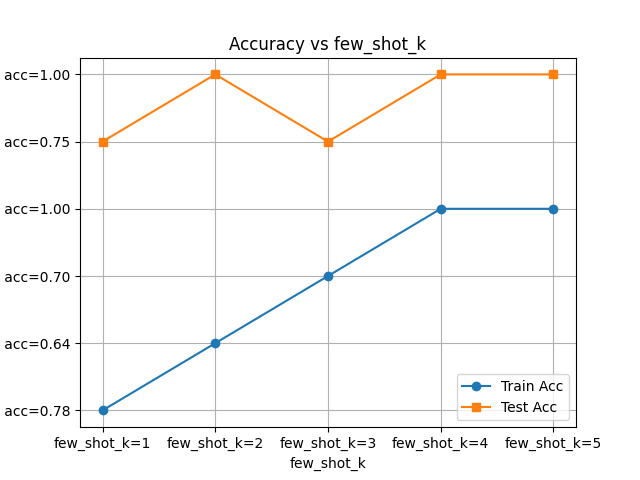 Accuracy vs few_shot_k
acc=1.00
acc=0.75
acc=1.00
acc=0.70
acc=0.64
acc=0.78
Train Acc
Test Acc
few_shot_k=1 few_shot_k=2 few_shot_k=3 few_shot_k=4 few_shot_k=5
few_shot_k